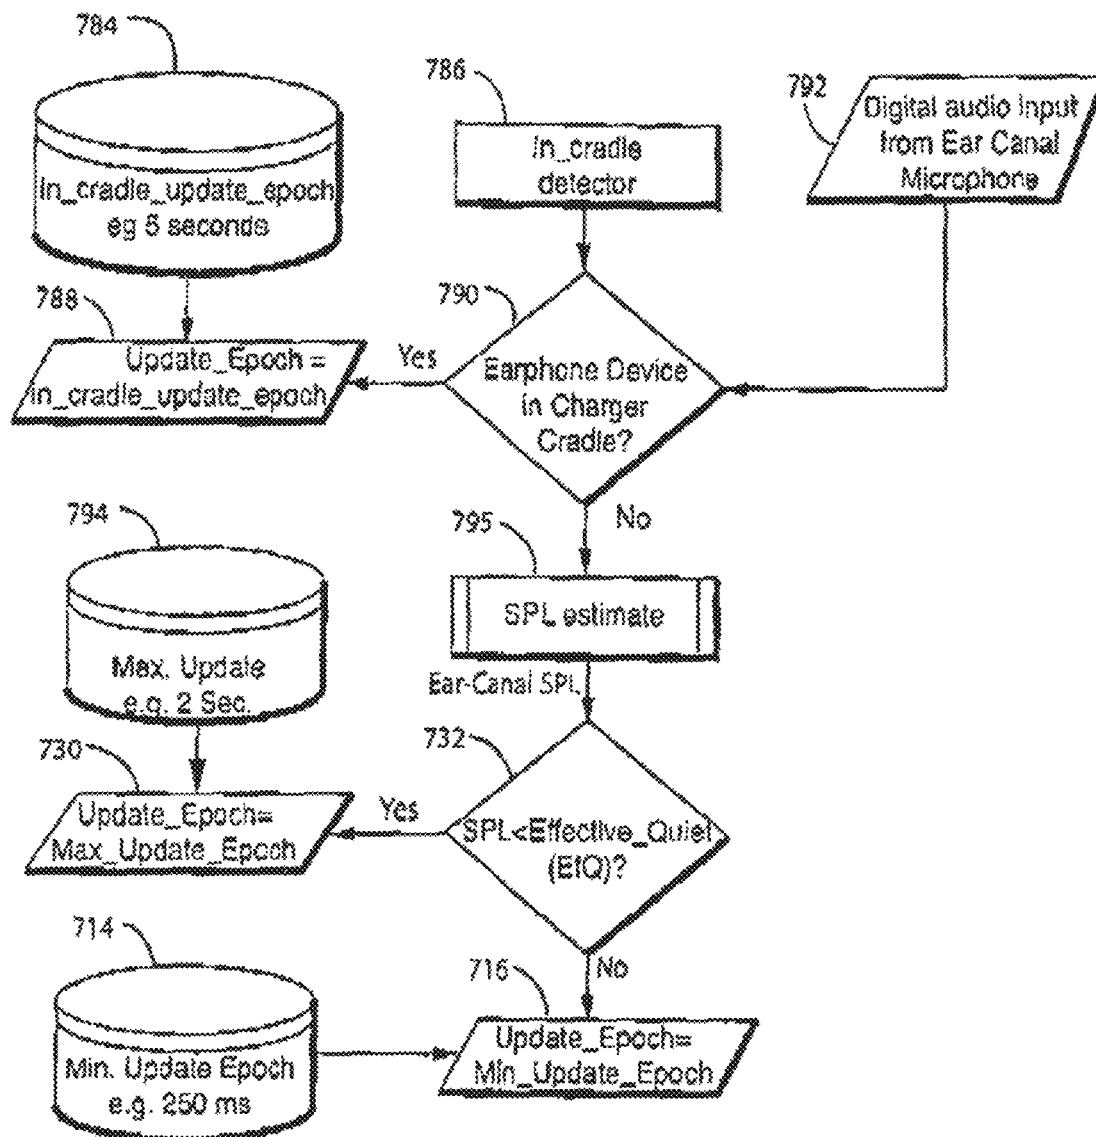 784
In_cradle_update_epoch
eg 5 seconds
786
In_cradle
detector
792
Digital audio input
from Ear Canal
Microphone
788
Update_Epoch =
in_cradle_update_epoch
Yes
790
Earphone Device
in Charger
Cradle?
No
794
Max. Update
e.g. 2 Sec.
795
SPL estimate
Ear-Canal SPL
730
Update_Epoch=
Max_Update_Epoch
Yes
732
SPL<Effective_Quiet
(EfQ)?
No
714
Min. Update Epoch
e.g. 250 ms
716
Update_Epoch=
Min_Update_Epoch